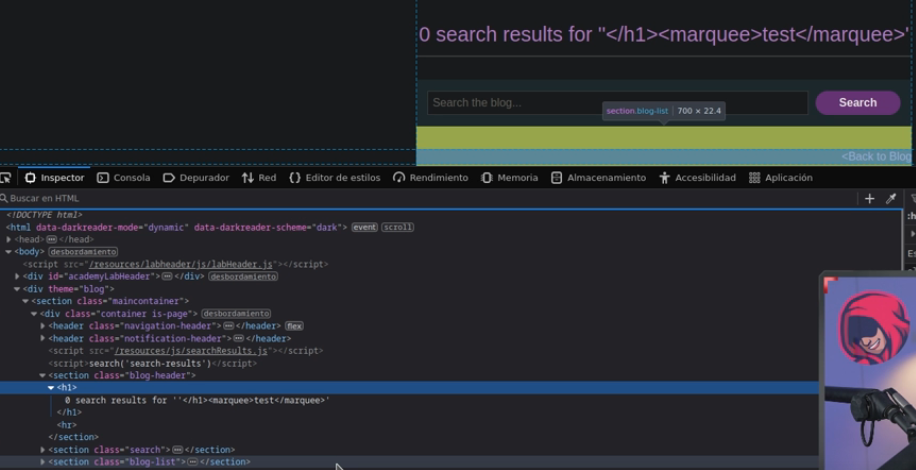 0 search results for ''</h1><marquee>test</marquee>'
Search the blog...
Search
section.blog-list | 700 × 22.4
<Back to Blog
Inspector Consola Depurador Red Editor de estilos Rendimiento Memoria Almacenamiento Accesibilidad Aplicación
Buscar en HTML
<!DOCTYPE html>
<html data-darkreader-mode="dynamic" data-darkreader-scheme="dark"> event scroll
<head> </head>
<body> desbordamiento
<script src="/resources/labheader/js/labHeader.js"></script>
<div id="academyLabHeader"> </div> desbordamiento
<div theme="blog">
<section class="maincontainer">
<div class="container is-page"> desbordamiento
<header class="navigation-header"> </header> flex
<header class="notification-header"> </header>
<script src="/resources/js/searchResults.js"></script>
<script>search('search-results')</script>
<section class="blog-header">
<h1>
0 search results for ''</h1><marquee>test</marquee>'
</h1>
<hr>
</section>
<section class="search"> </section>
<section class="blog-list"> </section>